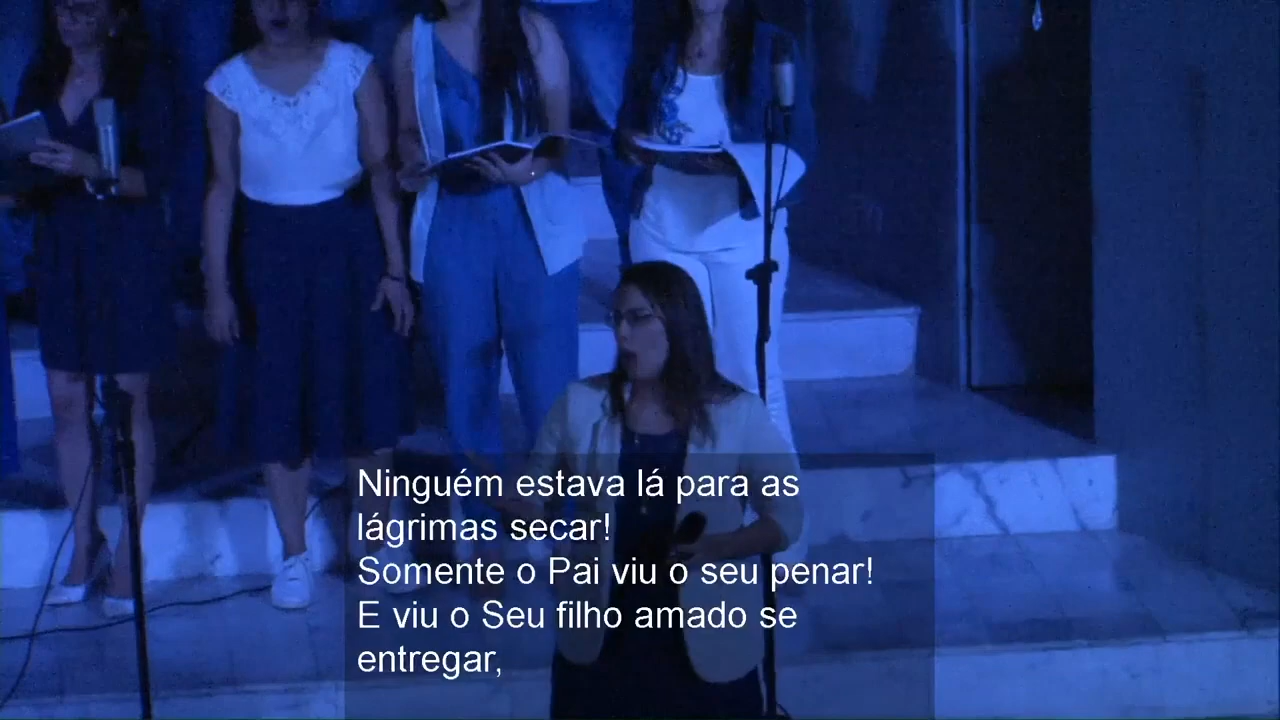 Ninguém estava lá para as
lágrimas secar!
Somente o Pai viu o seu penar!
E viu o Seu filho amado se
entregar,